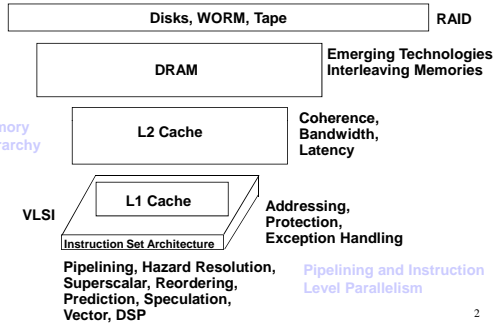 Disks, WORM, Tape
RAID
DRAM
Emerging Technologies
Interleaving Memories
L2 Cache
Coherence,
Bandwidth,
Latency
rarchy
L1 Cache
VLSI
Addressing,
Protection,
Exception Handling
Instruction Set Architecture
Pipelining, Hazard Resolution,
Superscalar, Reordering,
Prediction, Speculation,
Vector, DSP
Pipelining and Instruction
Level Parallelism
2